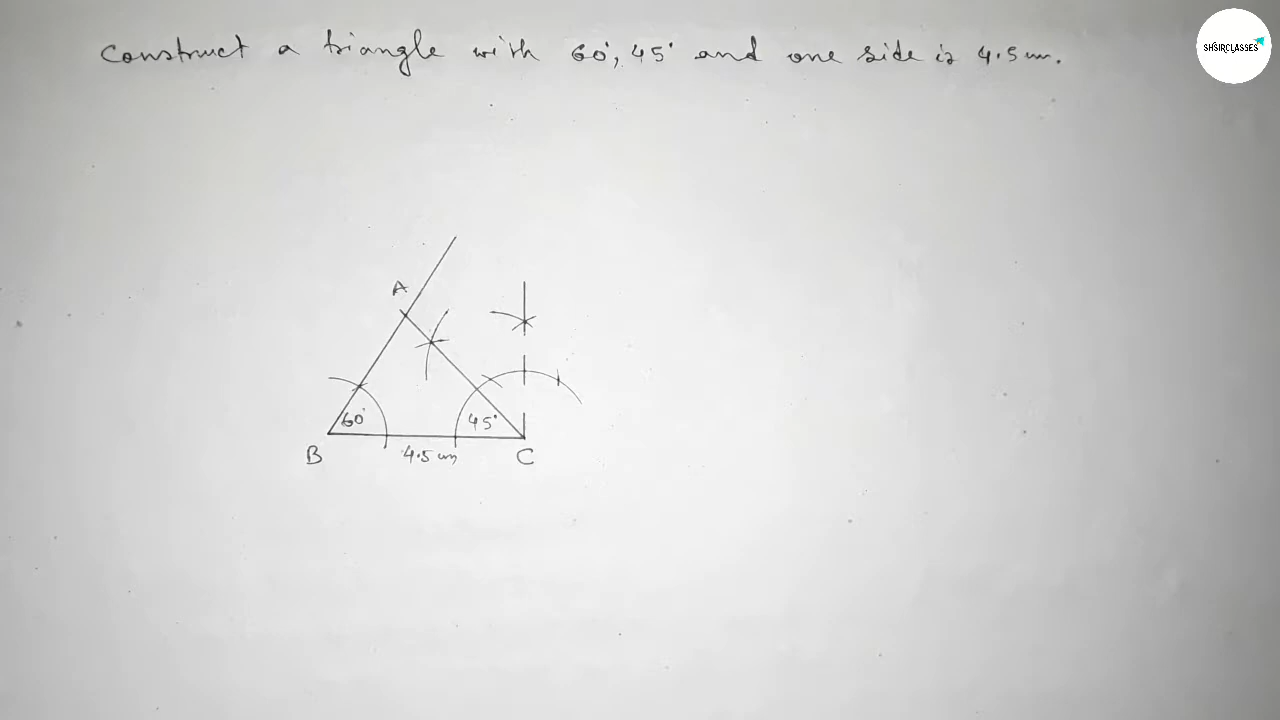 construct a triangle with 60°, 45° and one side is 4.5 cm.
SHSIRCLASSES
A
60°
45°
B
4.5 cm
C